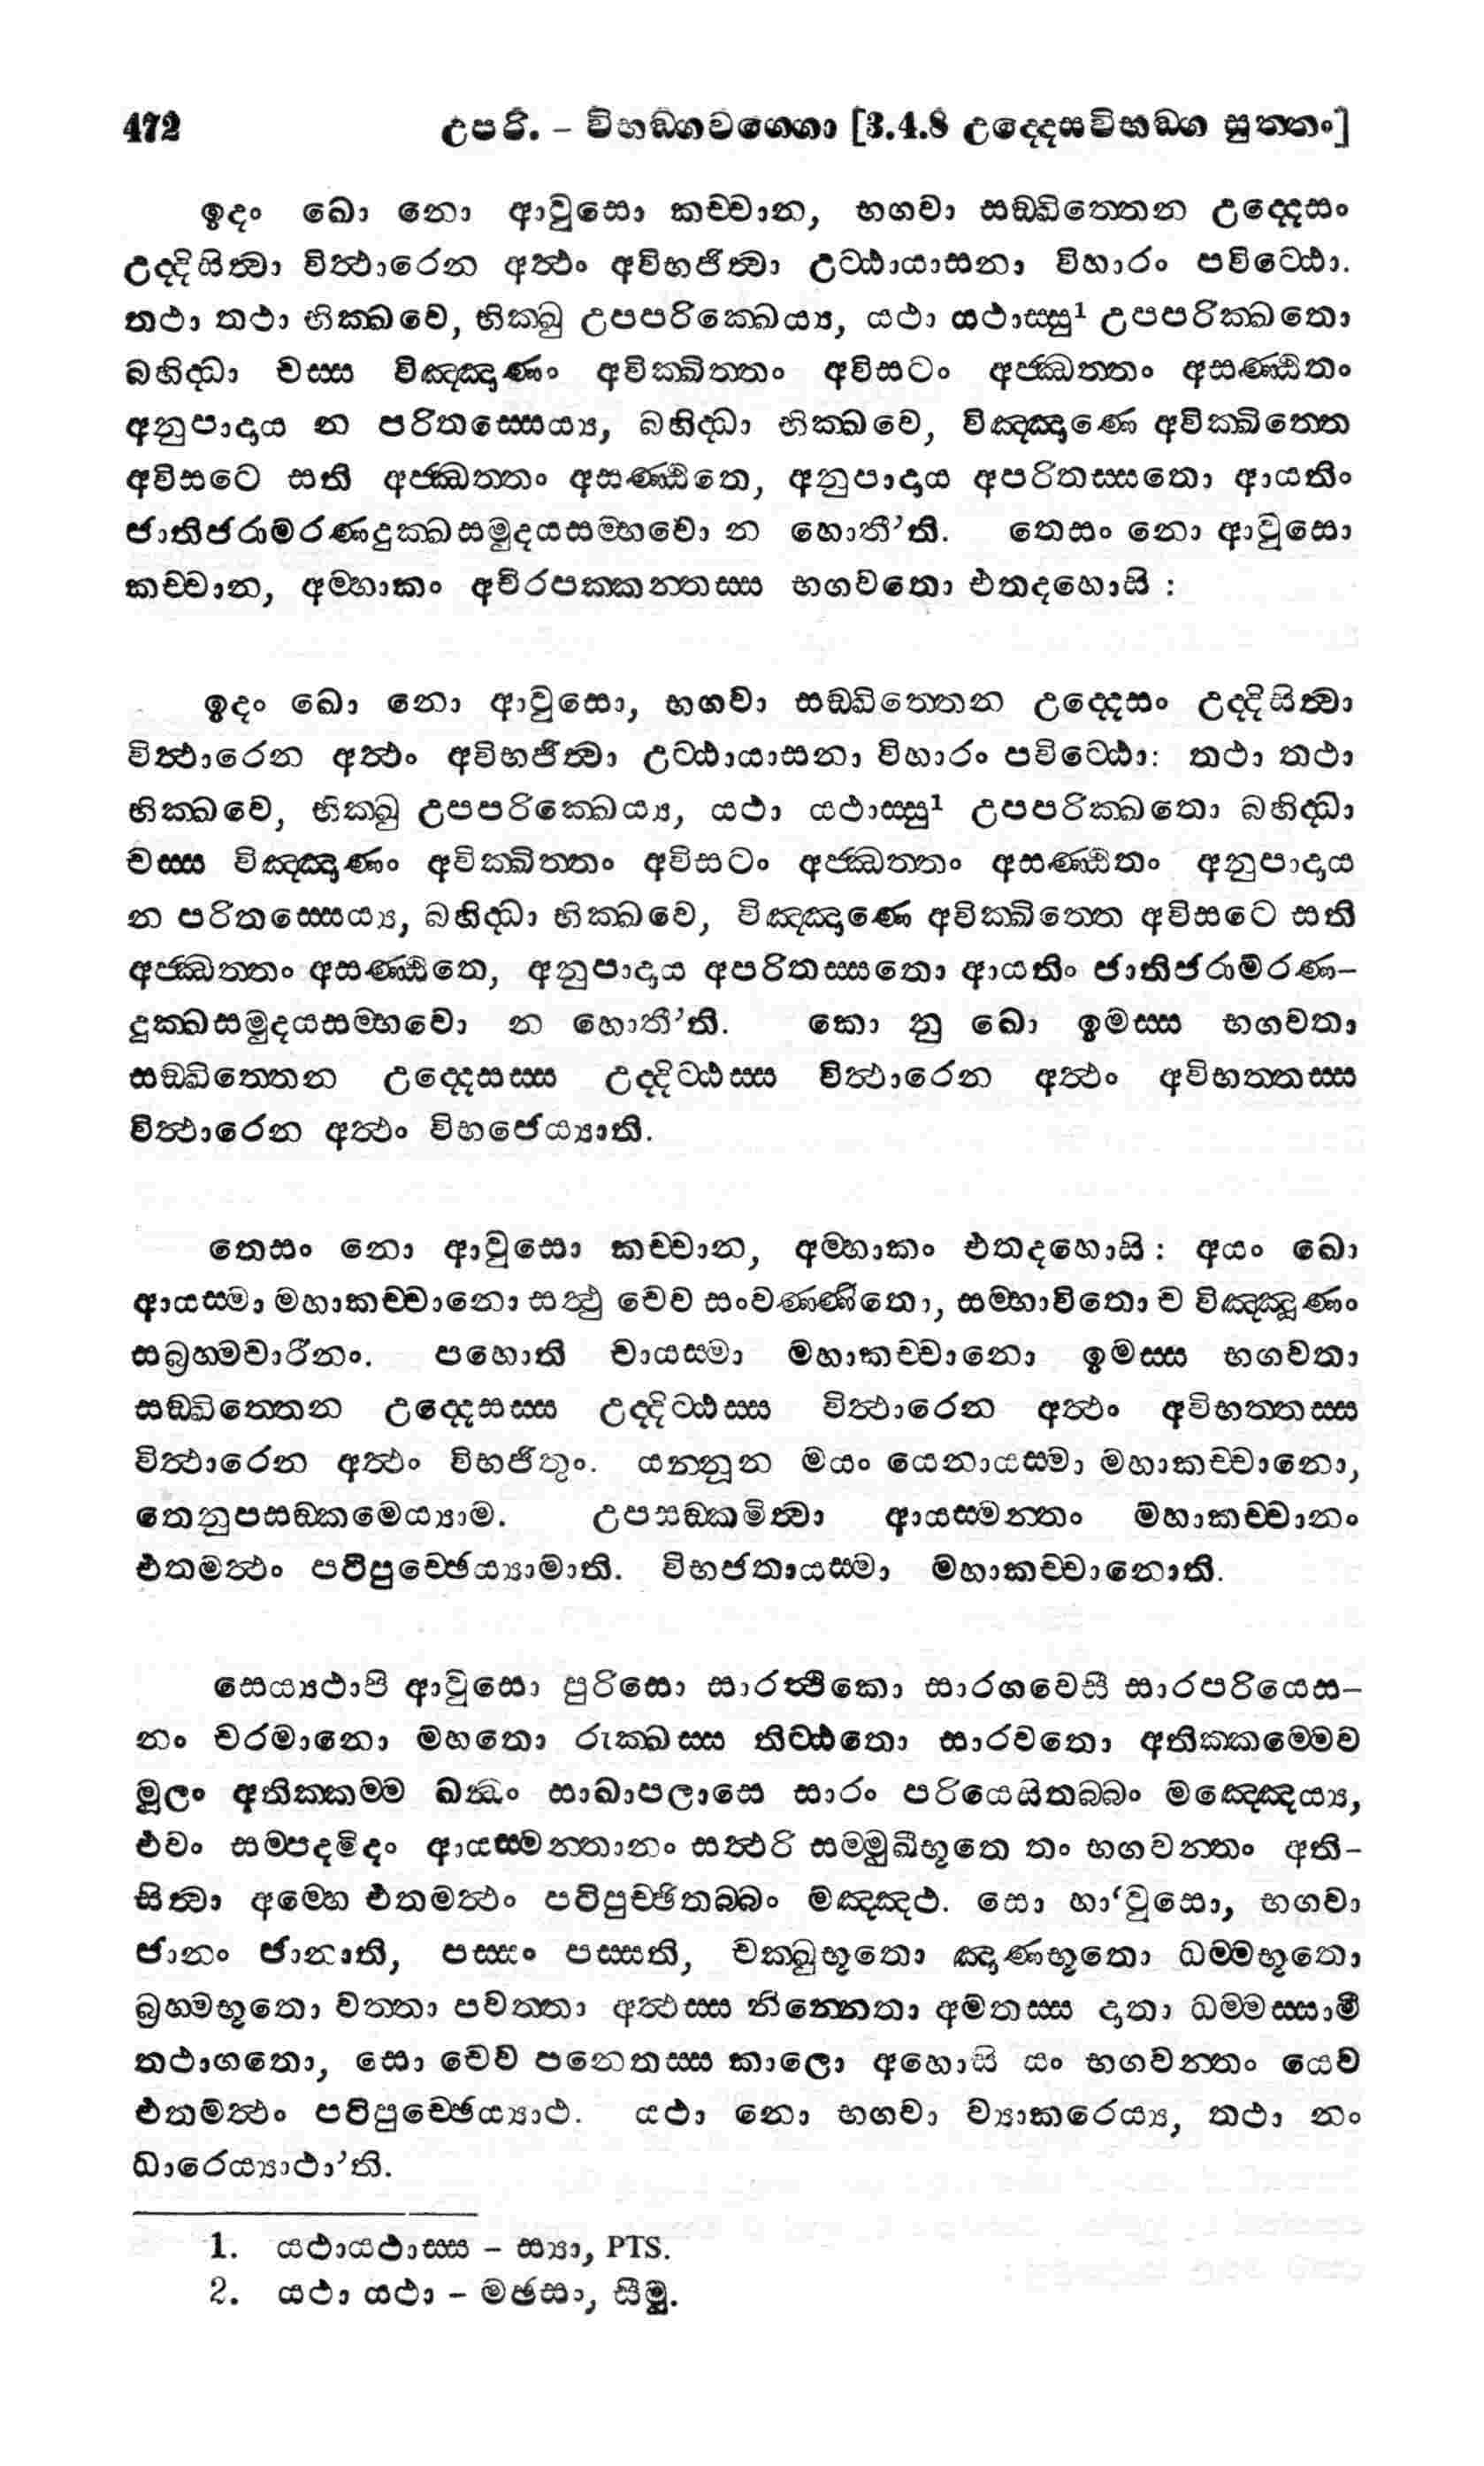 472 උපරි. – විභඞ්ගවග්ගො [3.4.8 උද්දෙසවිභඞ්ග සුත්තං]
ඉදං ඛො නො ආවුසො කච්චාන, භගවා සඞ්ඛිත්තෙන උද්දෙසං
උද්දිසිත්වා විත්ථාරෙන අත්ථං අවිභජිත්වා උට්ඨායාසනා විහාරං පවිට්ඨො.
තථා තථා භික්ඛවෙ, භික්ඛු උපපරික්ඛෙය්‍ය, යථා යථාස්සු¹ උපපරික්ඛතො
බහිද්ධා චස්ස විඤ්ඤාණං අවික්ඛිත්තං අවිසටං අජ්ඣත්තං අසණ්ඨිතං
අනුපාදාය න පරිතස්සෙය්‍ය, බහිද්ධා භික්ඛවෙ, විඤ්ඤාණෙ අවික්ඛිත්තෙ
අවිසටෙ සති අජ්ඣත්තං අසණ්ඨිතෙ, අනුපාදාය අපරිතස්සතො ආයතිං
ජාතිජරාමරණදුක්ඛසමුදයසම්භවො න හොතී’ති. තෙසං නො ආවුසො
කච්චාන, අම්හාකං අචිරපක්කන්තස්ස භගවතො එතදහොසි :
ඉදං ඛො නො ආවුසො, භගවා සඞ්ඛිත්තෙන උද්දෙසං උද්දිසිත්වා
විත්ථාරෙන අත්ථං අවිභජිත්වා උට්ඨායාසනා විහාරං පවිට්ඨො: තථා තථා
භික්ඛවෙ, භික්ඛු උපපරික්ඛෙය්‍ය, යථා යථාස්සු¹ උපපරික්ඛතො බහිද්ධා
චස්ස විඤ්ඤාණං අවික්ඛිත්තං අවිසටං අජ්ඣත්තං අසණ්ඨිතං අනුපාදාය
න පරිතස්සෙය්‍ය, බහිද්ධා භික්ඛවෙ, විඤ්ඤාණෙ අවික්ඛිත්තෙ අවිසටෙ සති
අජ්ඣත්තං අසණ්ඨිතෙ, අනුපාදාය අපරිතස්සතො ආයතිං ජාතිජරාමරණ–
දුක්ඛසමුදයසම්භවො න හොතී’ති. කො නු ඛො ඉමස්ස භගවතා
සඞ්ඛිත්තෙන උද්දෙසස්ස උද්දිට්ඨස්ස විත්ථාරෙන අත්ථං අවිභත්තස්ස
විත්ථාරෙන අත්ථං විභජෙය්‍යාති.
තෙසං නො ආවුසො කච්චාන, අම්හාකං එතදහොසි : අයං ඛො
ආයස්මා මහාකච්චානො සත්ථු චෙව සංවණ්ණිතො, සම්භාවිතො ච විඤ්ඤූණං
සබ්‍රහ්මචාරීනං. පහොති චායස්මා මහාකච්චානො ඉමස්ස භගවතා
සඞ්ඛිත්තෙන උද්දෙසස්ස උද්දිට්ඨස්ස විත්ථාරෙන අත්ථං අවිභත්තස්ස
විත්ථාරෙන අත්ථං විභජිතුං. යන්නූන මයං යෙනායස්මා මහාකච්චානො,
තෙනුපසඞ්කමෙය්‍යාම. උපසඞ්කමිත්වා ආයස්මන්තං මහාකච්චානං
එතමත්ථං පටිපුච්ඡෙය්‍යාමාති. විභජතායස්මා මහාකච්චානොති.
සෙය්‍යථාපි ආවුසො පුරිසො සාරත්ථිකො සාරගවෙසී සාරපරියෙස–
නං චරමානො මහතො රුක්ඛස්ස තිට්ඨතො සාරවතො අතික්කම්මෙව
මූලං අතික්කම්ම ඛන්ධං සාඛාපලාසෙ සාරං පරියෙසිතබ්බං මඤ්ඤෙය්‍ය,
එවං සම්පදමිදං ආයස්මන්තානං සත්ථරි සම්මුඛීභූතෙ තං භගවන්තං අති–
සිත්වා අම්හෙ එතමත්ථං පටිපුච්ඡිතබ්බං මඤ්ඤථ. සො හා‘වුසො, භගවා
ජානං ජානාති, පස්සං පස්සති, චක්ඛුභූතො ඤාණභූතො ධම්මභූතො
බ්‍රහ්මභූතො වත්තා පවත්තා අත්ථස්ස නින්නෙතා අමතස්ස දාතා ධම්මස්සාමී
තථාගතො, සො චෙව පනෙතස්ස කාලො අහොසි යං භගවන්තං යෙව
එතමත්ථං පටිපුච්ඡෙය්‍යාථ. යථා නො භගවා ව්‍යාකරෙය්‍ය, තථා නං
ධාරෙය්‍යාථා’ති.
1. යථායථාස්ස – ස්‍යා, PTS.
2. යථා යථා – මඡසා, සීමු.